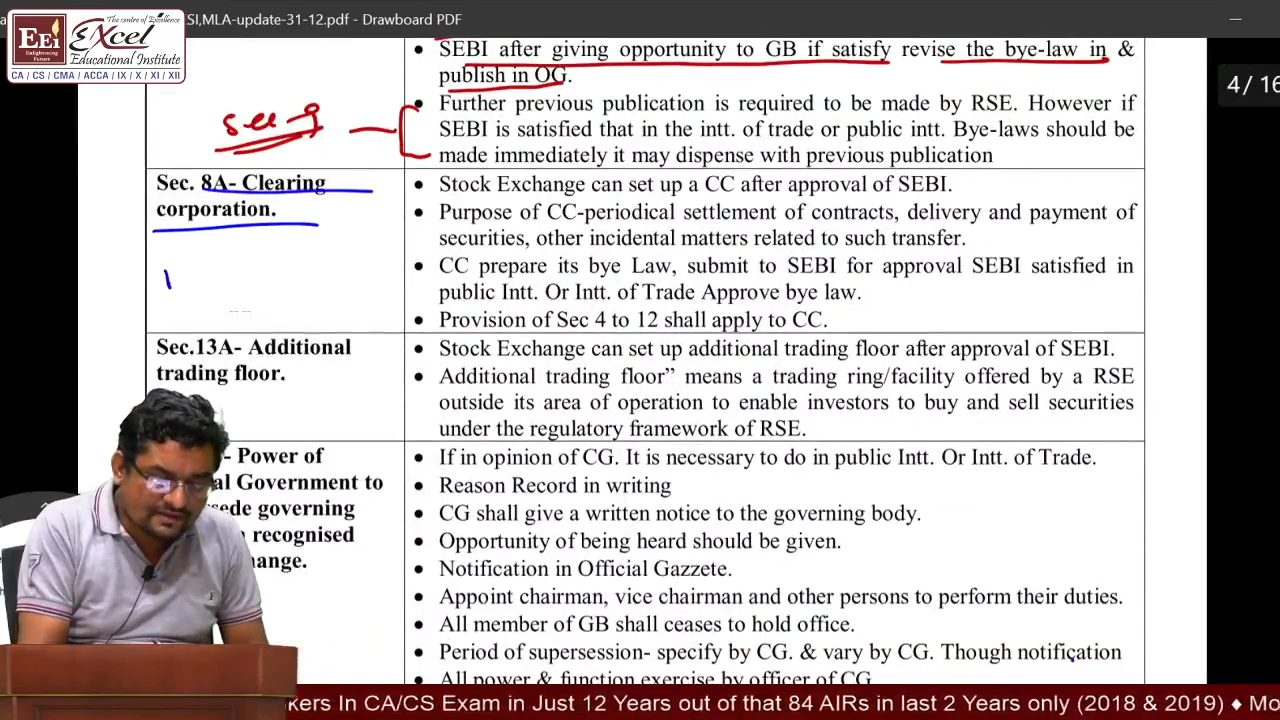 SI,MLA-update-31-12.pdf - Drawboard PDF
The centre of Excellence
EEi
Enlightening
Future
EXcel
Educational Institute
CA / CS / CMA / ACCA / IX / X / XI / XII
4 / 16
• SEBI after giving opportunity to GB if satisfy revise the bye-law in &
publish in OG.
• Further previous publication is required to be made by RSE. However if
SEBI is satisfied that in the intt. of trade or public intt. Bye-laws should be
made immediately it may dispense with previous publication
Sec. 8A- Clearing
corporation.
• Stock Exchange can set up a CC after approval of SEBI.
• Purpose of CC-periodical settlement of contracts, delivery and payment of
securities, other incidental matters related to such transfer.
• CC prepare its bye Law, submit to SEBI for approval SEBI satisfied in
public Intt. Or Intt. of Trade Approve bye law.
• Provision of Sec 4 to 12 shall apply to CC.
Sec.13A- Additional
trading floor.
• Stock Exchange can set up additional trading floor after approval of SEBI.
• Additional trading floor” means a trading ring/facility offered by a RSE
outside its area of operation to enable investors to buy and sell securities
under the regulatory framework of RSE.
- Power of
al Government to
sede governing
recognised
hange.
• If in opinion of CG. It is necessary to do in public Intt. Or Intt. of Trade.
• Reason Record in writing
• CG shall give a written notice to the governing body.
• Opportunity of being heard should be given.
• Notification in Official Gazzete.
• Appoint chairman, vice chairman and other persons to perform their duties.
• All member of GB shall ceases to hold office.
• Period of supersession- specify by CG. & vary by CG. Though notification
All power & function exercise by officer of CG
kers In CA/CS Exam in Just 12 Years out of that 84 AIRs in last 2 Years only (2018 & 2019) ♦ Mo